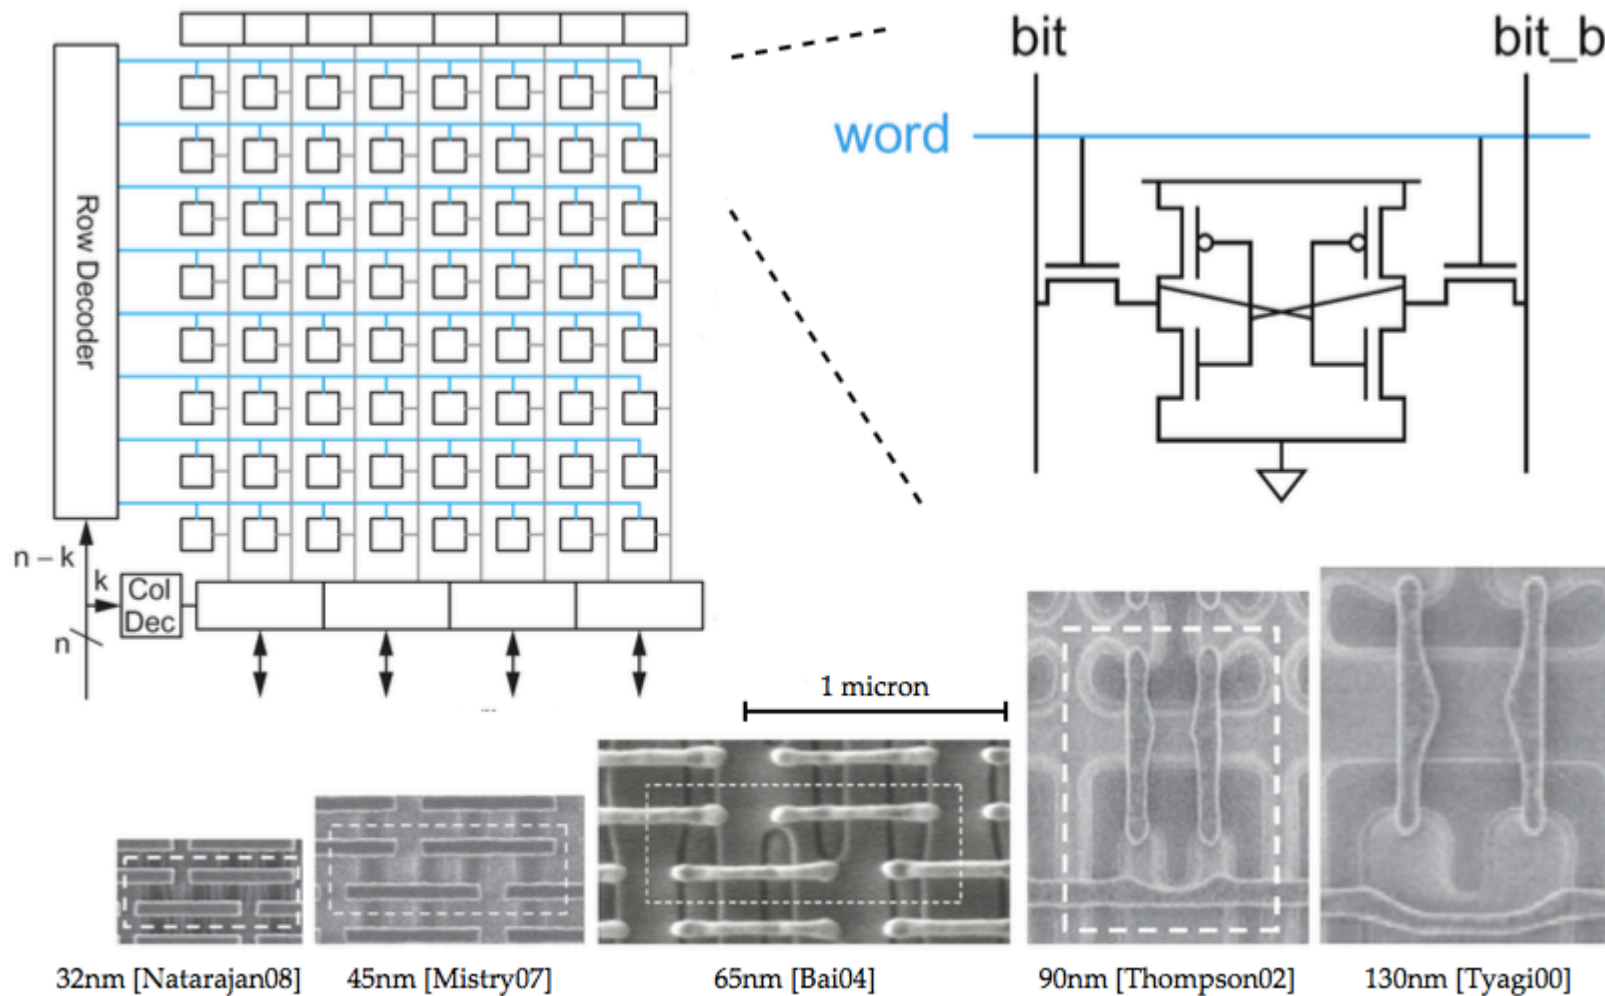 bit
bit_b
word
Row Decoder
n – k
k
Col
Dec
n
1 micron
32nm [Natarajan08]
45nm [Mistry07]
65nm [Bai04]
90nm [Thompson02]
130nm [Tyagi00]